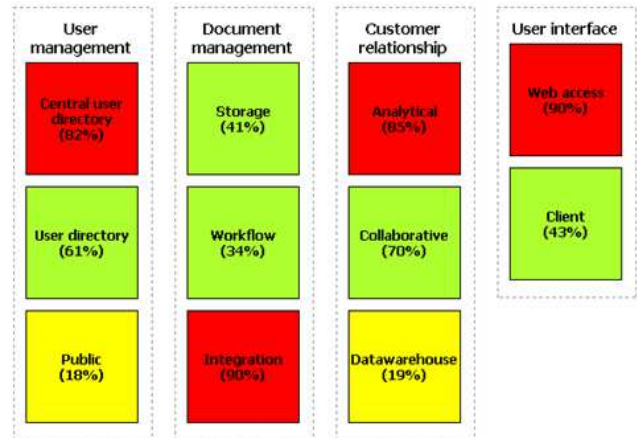 User
management
Central user
directory
(82%)
User directory
(61%)
Public
(18%)
Document
management
Storage
(41%)
Workflow
(34%)
Integration
(90%)
Customer
relationship
Analytical
(85%)
Collaborative
(70%)
Datawarehouse
(19%)
User interface
Web access
(90%)
Client
(43%)